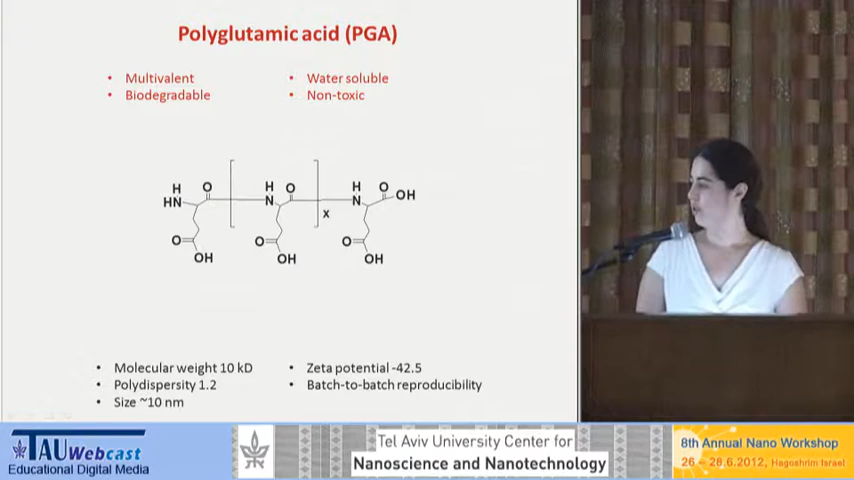 Polyglutamic acid (PGA)
• Multivalent
• Biodegradable
• Water soluble
• Non-toxic
H O H O H O
HN N N OH
x
O O O
OH OH OH
• Molecular weight 10 kD
• Polydispersity 1.2
• Size ~10 nm
• Zeta potential -42.5
• Batch-to-batch reproducibility
TAU Webcast
Educational Digital Media
Tel Aviv University Center for
Nanoscience and Nanotechnology
8th Annual Nano Workshop
26 – 28.6.2012, Hagoshrim Israel